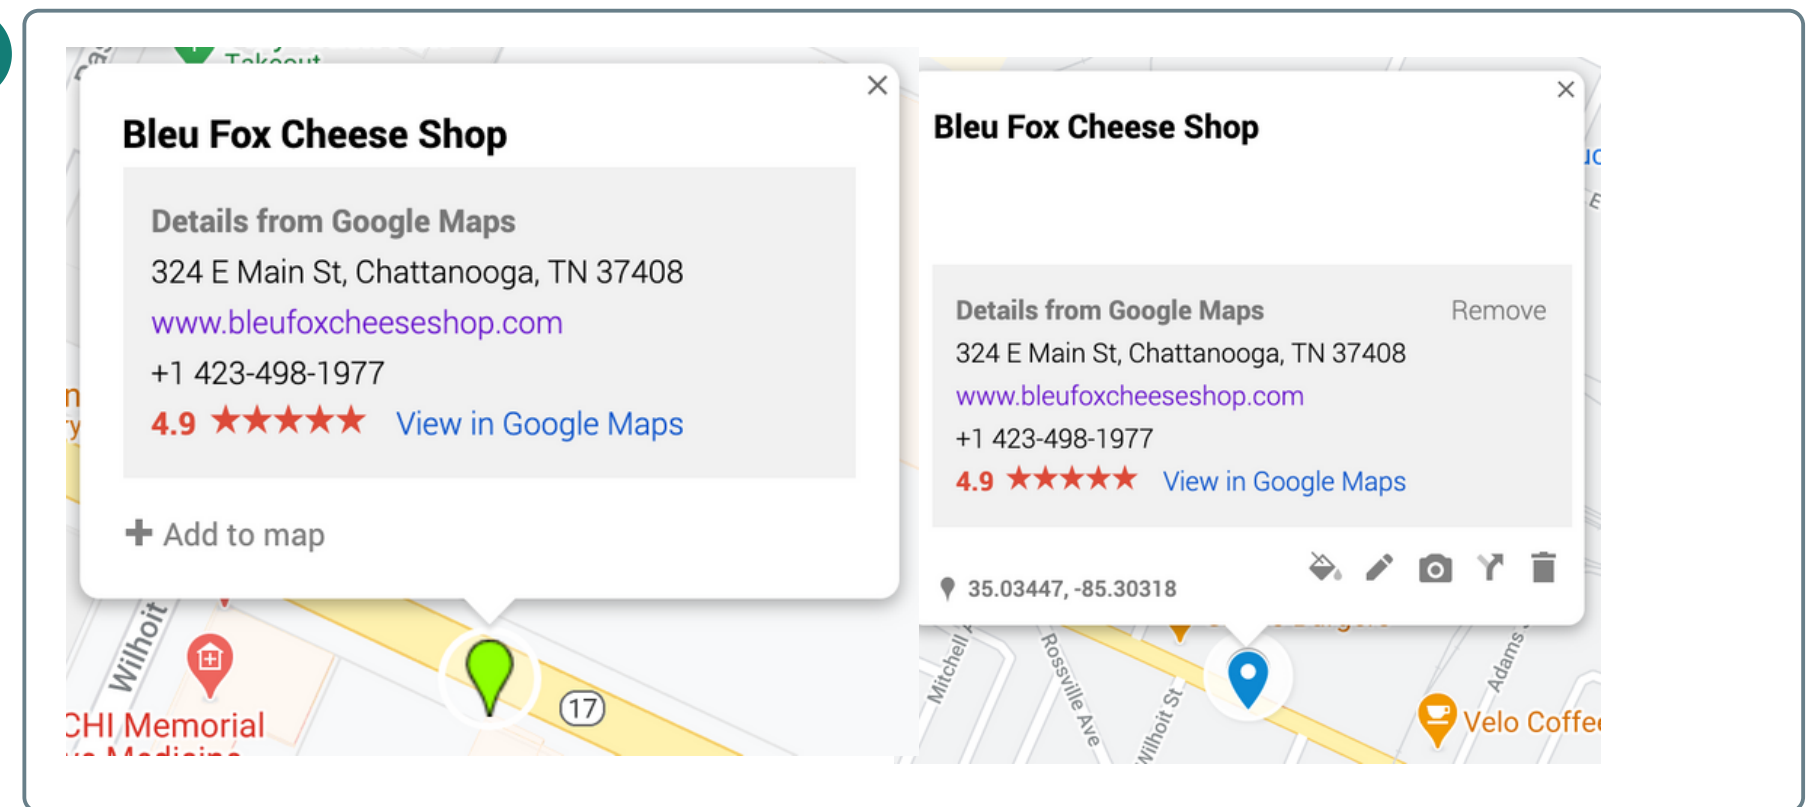 Takeout
Bleu Fox Cheese Shop
Details from Google Maps
324 E Main St, Chattanooga, TN 37408
www.bleufoxcheeseshop.com
+1 423-498-1977
4.9 ★★★★★ View in Google Maps
+ Add to map
Wilhoit
17
CHI Memorial
Bleu Fox Cheese Shop
Details from Google Maps Remove
324 E Main St, Chattanooga, TN 37408
www.bleufoxcheeseshop.com
+1 423-498-1977
4.9 ★★★★★ View in Google Maps
35.03447, -85.30318
Mitchell
Rossville Ave
Wilhoit St
Adams
Velo Coffee